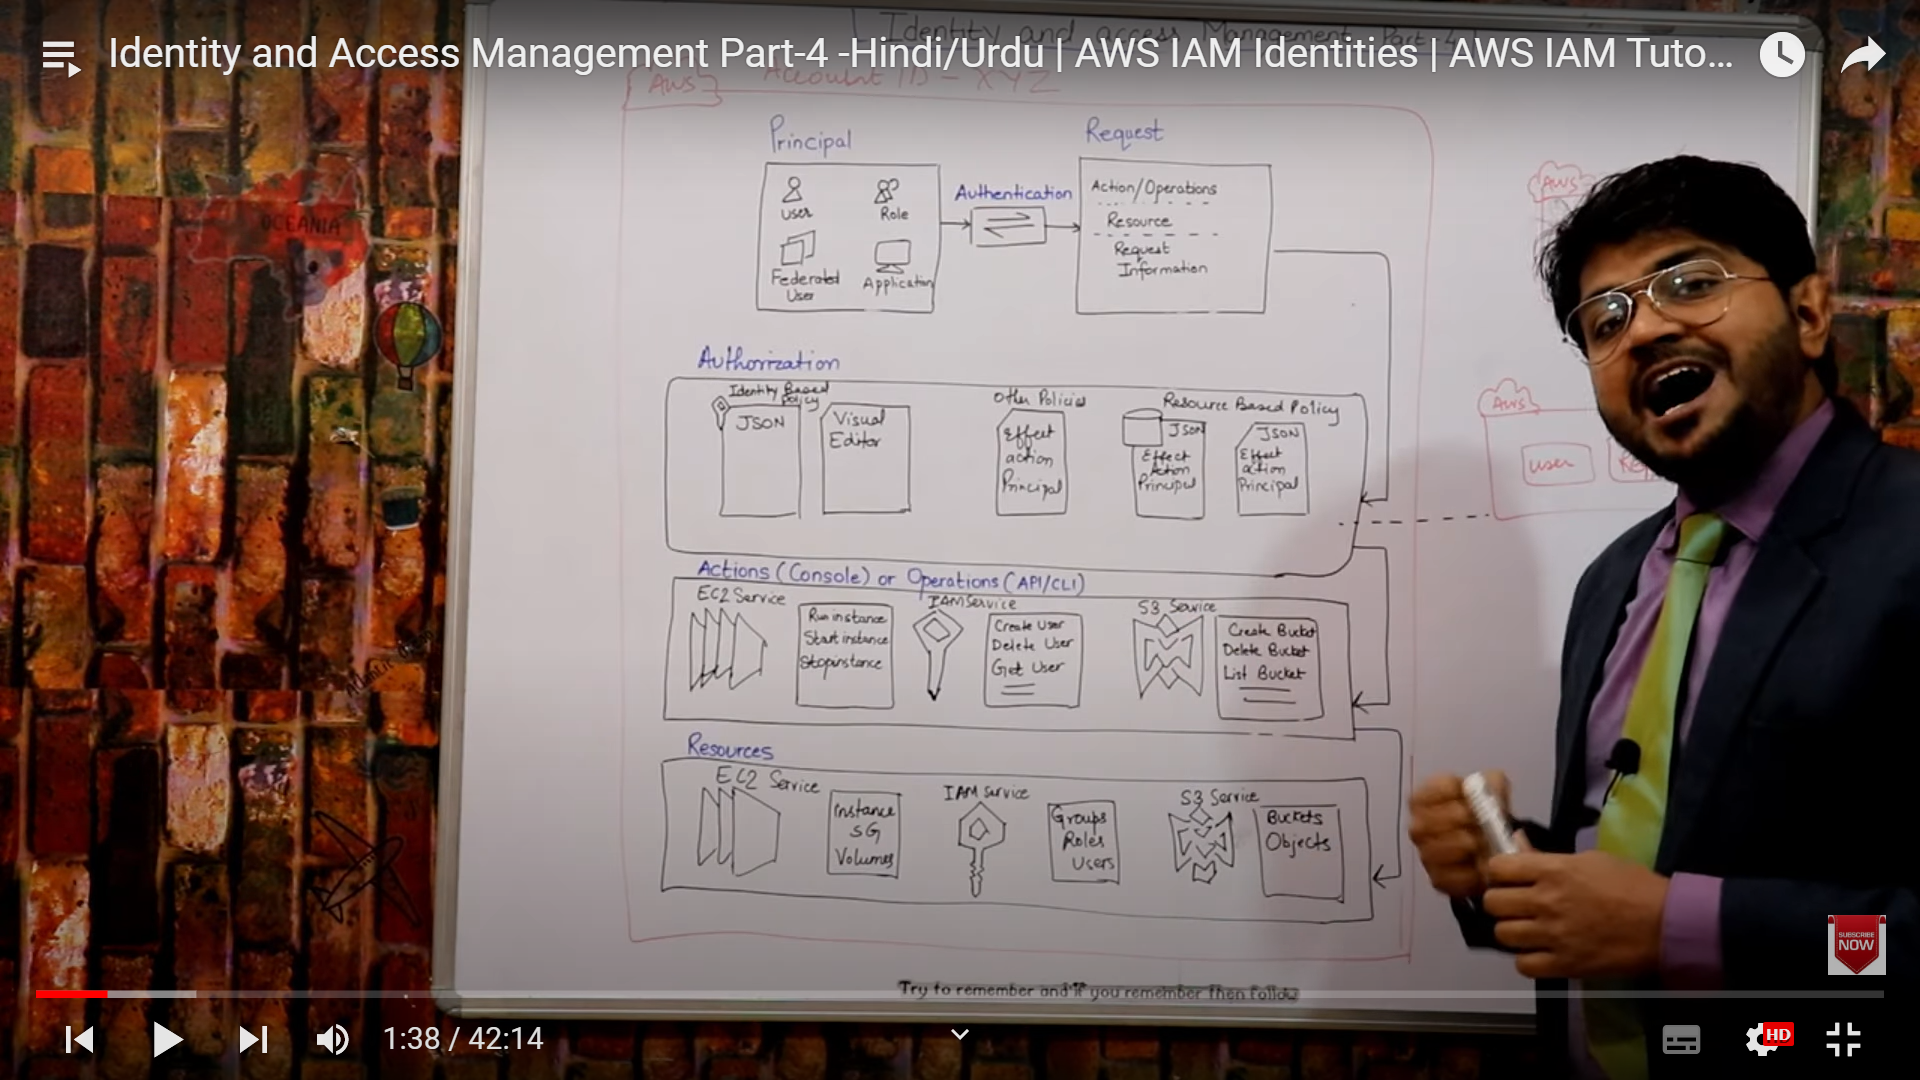 Identity and access Management Part-4
Identity and Access Management Part-4 -Hindi/Urdu | AWS IAM Identities | AWS IAM Tuto...
AWS Account ID - XYZ
Principal
User
Role
Federated
User
Application
Authentication
Request
Action/Operations
Resource
Request
Information
AWS
OCEANIA
Authorization
Identity Based
Policy
JSON
Visual
Editor
Other Policies
Effect
action
Principal
Resource Based Policy
JSON
Effect
Action
Principal
JSON
Effect
action
Principal
AWS
user
Actions (Console) or Operations (API/CLI)
EC2 Service
Run instance
Start instance
Stopinstance
IAM Service
Create User
Delete User
Get User
S3 Service
Create Bucket
Delete Bucket
List Bucket
Atlantic
Resources
EC2 Service
Instance
SG
Volumes
IAM Service
Groups
Roles
Users
S3 Service
Buckets
Objects
SUBSCRIBE
NOW
Try to remember and if you remember then follow
1:38 / 42:14
HD